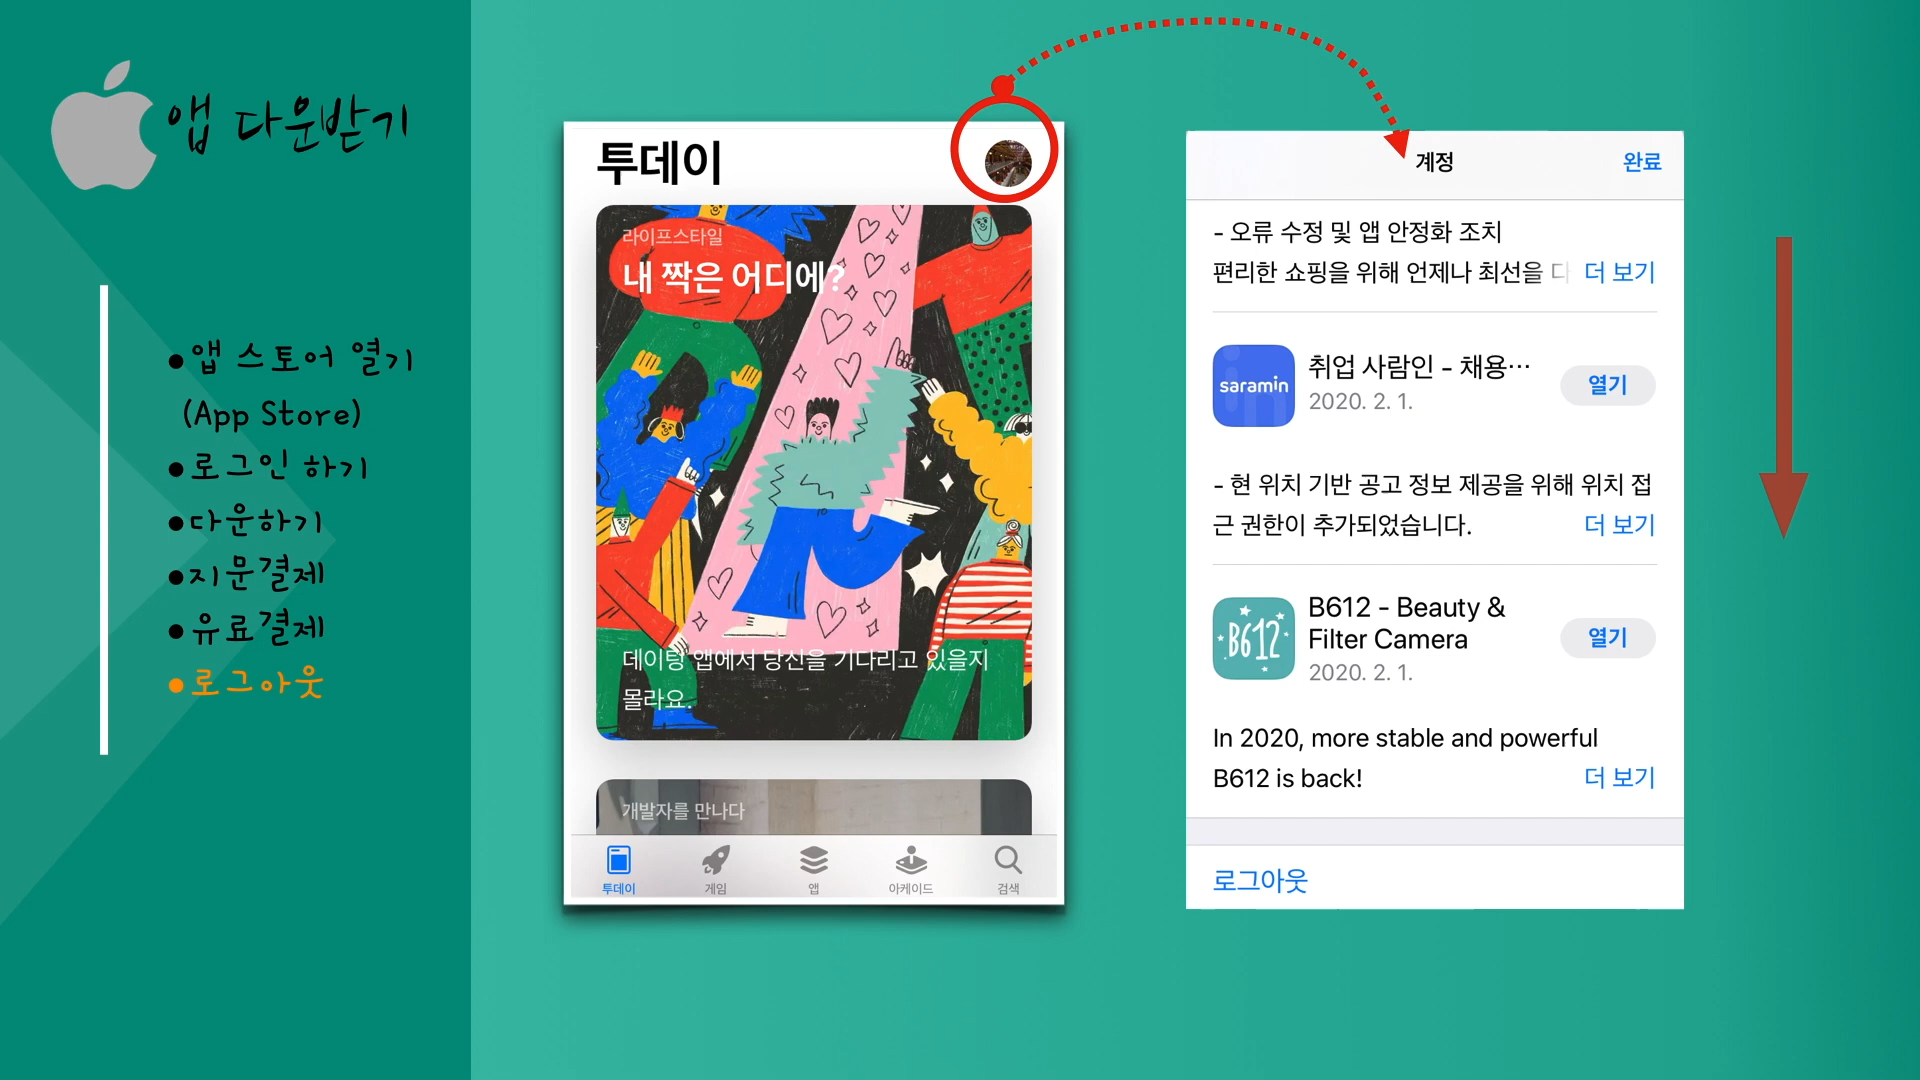 앱 다운받기
•앱 스토어 열기
(App Store)
•로그인 하기
•다운하기
•지문결제
•유료결제
•로그아웃
투데이
라이프스타일
내 짝은 어디에?
데이팅 앱에서 당신을 기다리고 있을지
몰라요.
개발자를 만나다
투데이 게임 앱 아케이드 검색
계정 완료
- 오류 수정 및 앱 안정화 조치
편리한 쇼핑을 위해 언제나 최선을 다 더 보기
saramin
취업 사람인 - 채용…
2020. 2. 1.
열기
- 현 위치 기반 공고 정보 제공을 위해 위치 접
근 권한이 추가되었습니다. 더 보기
B612
B612 - Beauty &
Filter Camera
2020. 2. 1.
열기
In 2020, more stable and powerful
B612 is back! 더 보기
로그아웃